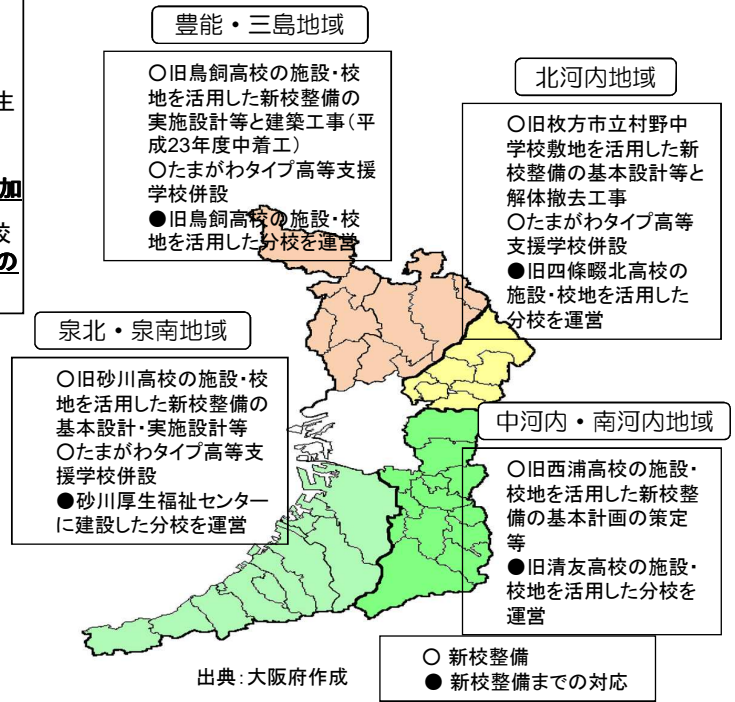 生
加
校
の
豊能・三島地域
○旧鳥飼高校の施設・校
地を活用した新校整備の
実施設計等と建築工事（平
成23年度中着工）
○たまがわタイプ高等支援
学校併設
●旧鳥飼高校の施設・校
地を活用した分校を運営
北河内地域
○旧枚方市立村野中
学校敷地を活用した新
校整備の基本設計等と
解体撤去工事
○たまがわタイプ高等
支援学校併設
●旧四條畷北高校の
施設・校地を活用した
分校を運営
泉北・泉南地域
○旧砂川高校の施設・校
地を活用した新校整備の
基本設計・実施設計等
○たまがわタイプ高等支
援学校併設
●砂川厚生福祉センター
に建設した分校を運営
中河内・南河内地域
○旧西浦高校の施設・
校地を活用した新校整
備の基本計画の策定
等
●旧清友高校の施設・
校地を活用した分校を
運営
出典：大阪府作成
○ 新校整備
● 新校整備までの対応